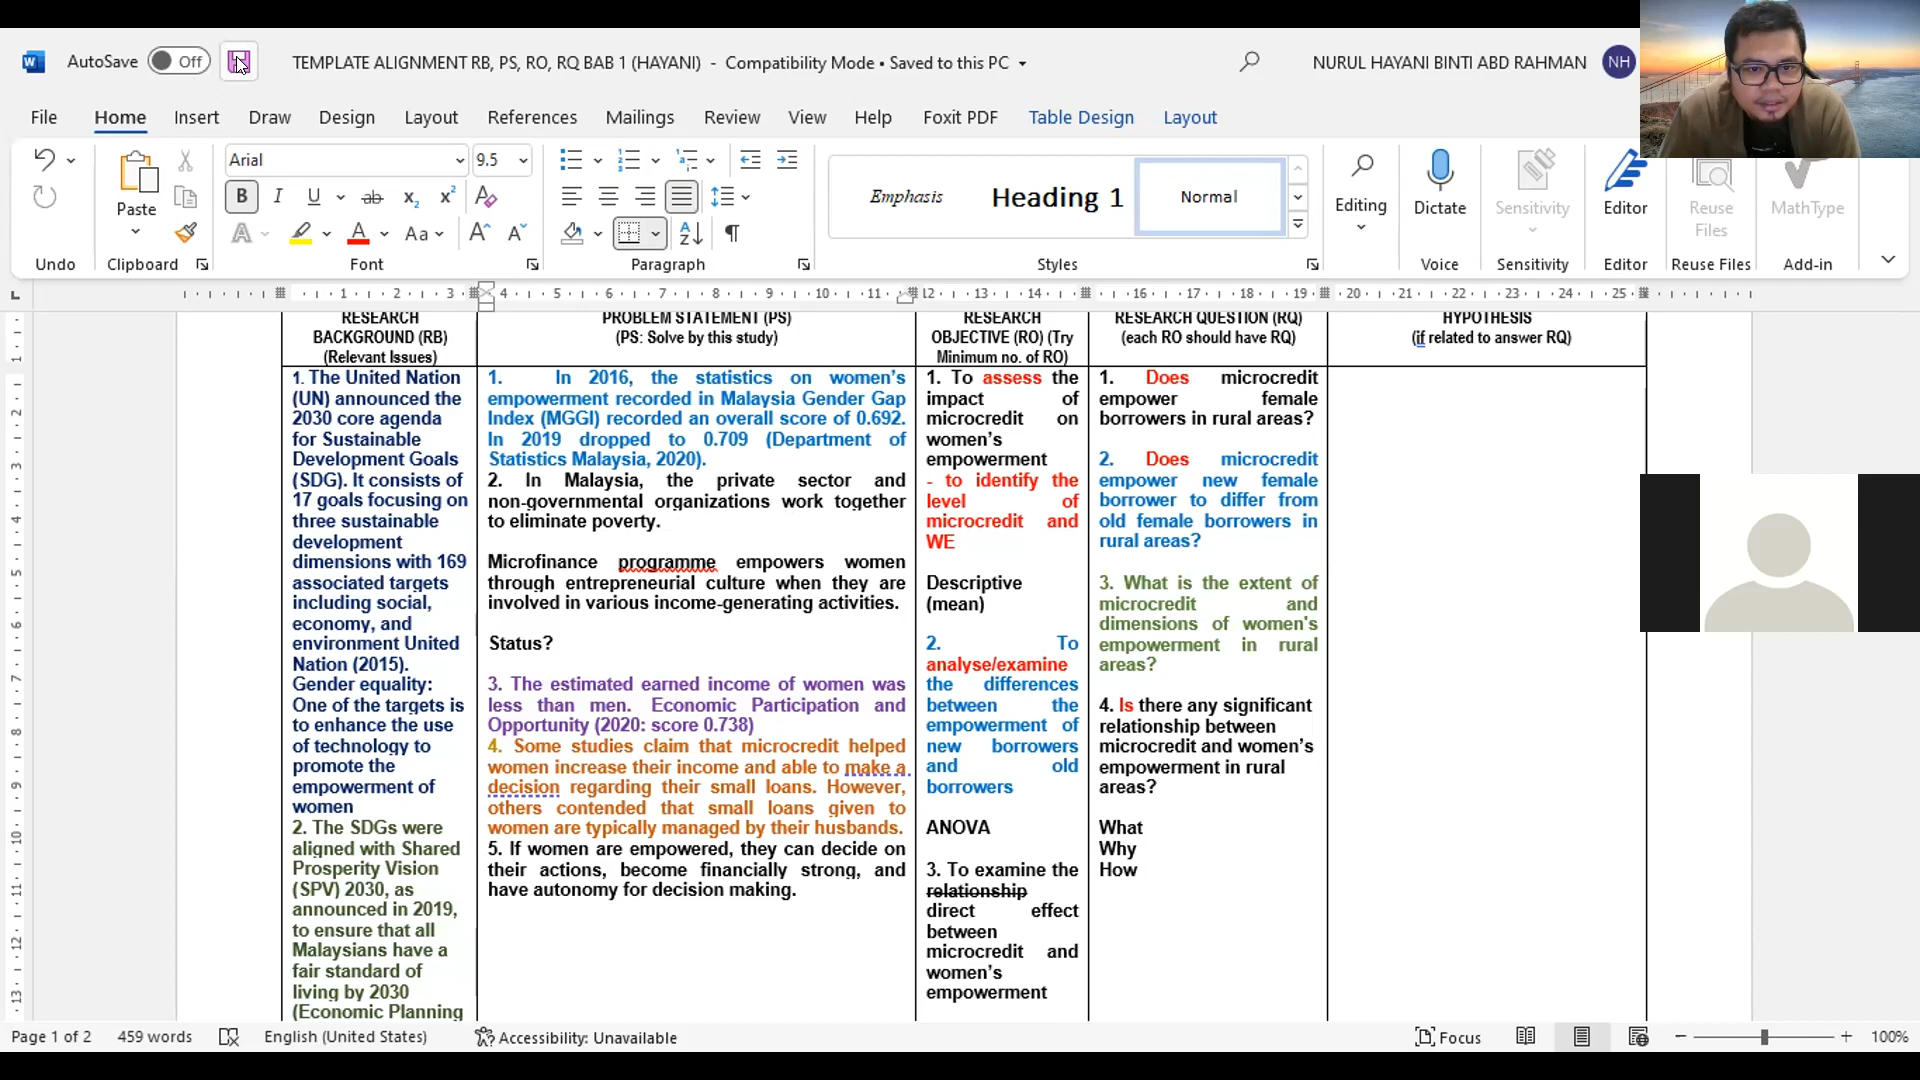 AutoSave Off TEMPLATE ALIGNMENT RB, PS, RO, RQ BAB 1 (HAYANI) - Compatibility Mode • Saved to this PC NURUL HAYANI BINTI ABD RAHMAN NH
File Home Insert Draw Design Layout References Mailings Review View Help Foxit PDF Table Design Layout
Arial 9.5
Paste
Emphasis Heading 1 Normal
Editing Dictate Sensitivity Editor Reuse Files MathType
Undo Clipboard Font Paragraph Styles Voice Sensitivity Editor Reuse Files Add-in
3 4 5 6 7 8 9 10 11 12 13 14 16 17 18 19 20 21 22 23 24 25
RESEARCH
BACKGROUND (RB)
(Relevant Issues)
PROBLEM STATEMENT (PS)
(PS: Solve by this study)
RESEARCH
OBJECTIVE (RO) (Try
Minimum no. of RO)
RESEARCH QUESTION (RQ)
(each RO should have RQ)
HYPOTHESIS
(if related to answer RQ)
1. The United Nation
(UN) announced the
2030 core agenda
for Sustainable
Development Goals
(SDG). It consists of
17 goals focusing on
three sustainable
development
dimensions with 169
associated targets
including social,
economy, and
environment United
Nation (2015).
Gender equality:
One of the targets is
to enhance the use
of technology to
promote the
empowerment of
women
2. The SDGs were
aligned with Shared
Prosperity Vision
(SPV) 2030, as
announced in 2019,
to ensure that all
Malaysians have a
fair standard of
living by 2030
(Economic Planning
1. In 2016, the statistics on women's
empowerment recorded in Malaysia Gender Gap
Index (MGGI) recorded an overall score of 0.692.
In 2019 dropped to 0.709 (Department of
Statistics Malaysia, 2020).
2. In Malaysia, the private sector and
non-governmental organizations work together
to eliminate poverty.
Microfinance programme empowers women
through entrepreneurial culture when they are
involved in various income-generating activities.
Status?
3. The estimated earned income of women was
less than men. Economic Participation and
Opportunity (2020: score 0.738)
4. Some studies claim that microcredit helped
women increase their income and able to make a
decision regarding their small loans. However,
others contended that small loans given to
women are typically managed by their husbands.
5. If women are empowered, they can decide on
their actions, become financially strong, and
have autonomy for decision making.
1. To assess the
impact of
microcredit on
women's
empowerment
- to identify the
level of
microcredit and
WE
Descriptive
(mean)
2. To
analyse/examine
the differences
between the
empowerment of
new borrowers
and old
borrowers
ANOVA
3. To examine the
relationship
direct effect
between
microcredit and
women's
empowerment
1. Does microcredit
empower female
borrowers in rural areas?
2. Does microcredit
empower new female
borrower to differ from
old female borrowers in
rural areas?
3. What is the extent of
microcredit and
dimensions of women's
empowerment in rural
areas?
4. Is there any significant
relationship between
microcredit and women's
empowerment in rural
areas?
What
Why
How
Page 1 of 2 459 words English (United States) Accessibility: Unavailable Focus 100%